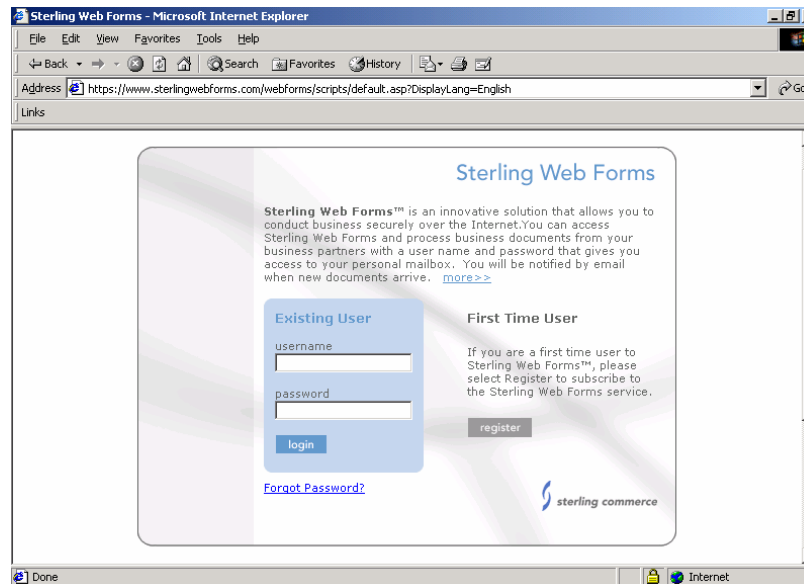 Sterling Web Forms - Microsoft Internet Explorer
File Edit View Favorites Tools Help
Back Search Favorites History
Address https://www.sterlingwebforms.com/webforms/scripts/default.asp?DisplayLang=English Go
Links
Sterling Web Forms
Sterling Web Forms™ is an innovative solution that allows you to
conduct business securely over the Internet.You can access
Sterling Web Forms and process business documents from your
business partners with a user name and password that gives you
access to your personal mailbox. You will be notified by email
when new documents arrive. more>>
Existing User
username
password
login
Forgot Password?
First Time User
If you are a first time user to
Sterling Web Forms™, please
select Register to subscribe to
the Sterling Web Forms service.
register
sterling commerce
Done Internet